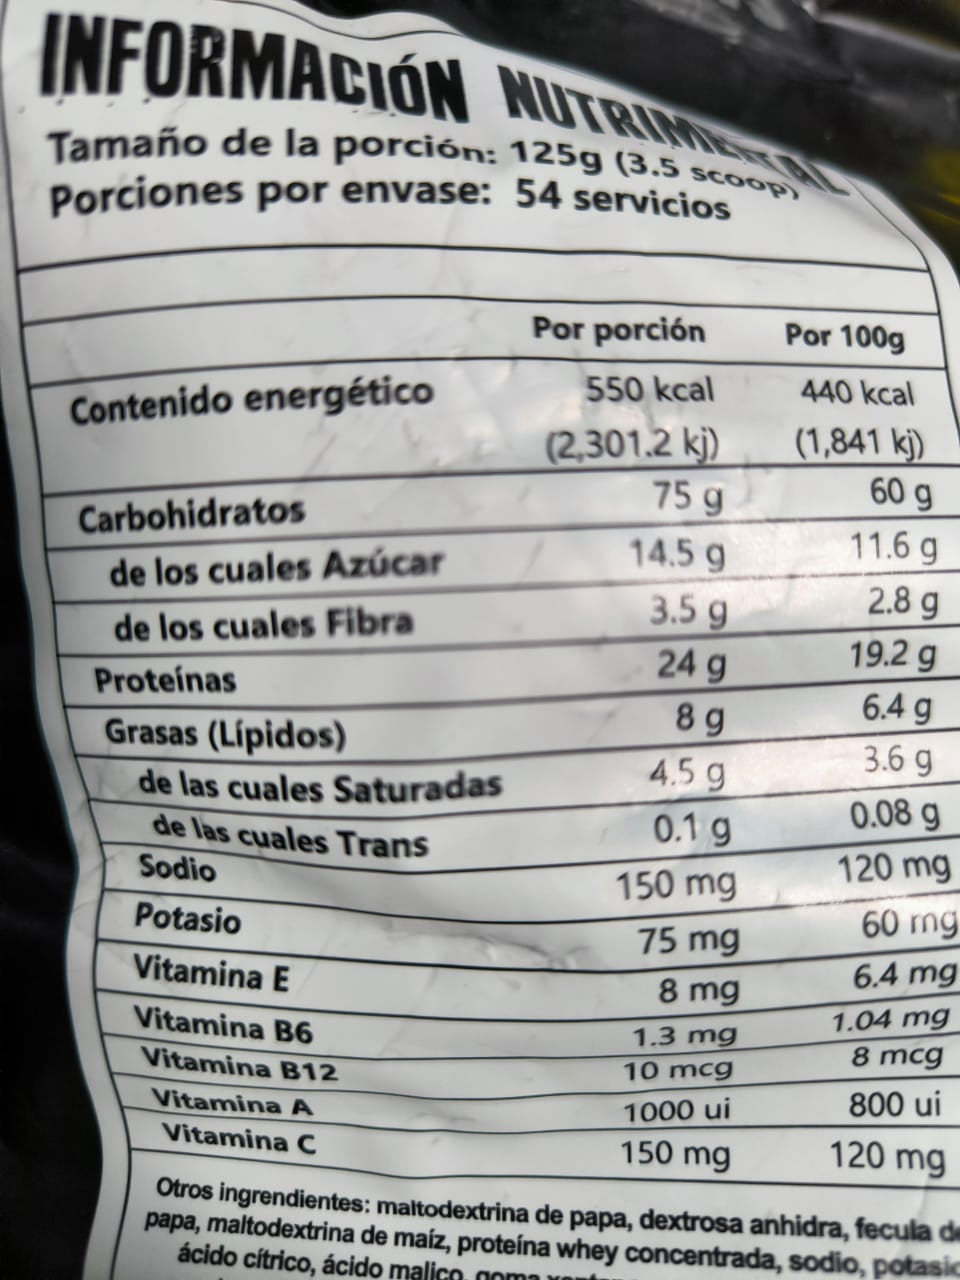 INFORMACIÓN NUTRIMENTAL
Tamaño de la porción: 125g (3.5 scoop)
Porciones por envase: 54 servicios
Por porción Por 100g
Contenido energético 550 kcal 440 kcal
(2,301.2 kj) (1,841 kj)
Carbohidratos 75 g 60 g
de los cuales Azúcar 14.5 g 11.6 g
de los cuales Fibra 3.5 g 2.8 g
Proteínas 24 g 19.2 g
Grasas (Lípidos) 8 g 6.4 g
de las cuales Saturadas 4.5 g 3.6 g
de las cuales Trans 0.1 g 0.08 g
Sodio 150 mg 120 mg
Potasio 75 mg 60 mg
Vitamina E 8 mg 6.4 mg
Vitamina B6 1.3 mg 1.04 mg
Vitamina B12 10 mcg 8 mcg
Vitamina A 1000 ui 800 ui
Vitamina C 150 mg 120 mg
Otros ingrendientes: maltodextrina de papa, dextrosa anhidra, fecula de
papa, maltodextrina de maíz, proteína whey concentrada, sodio, potasio
ácido cítrico, ácido malico, goma